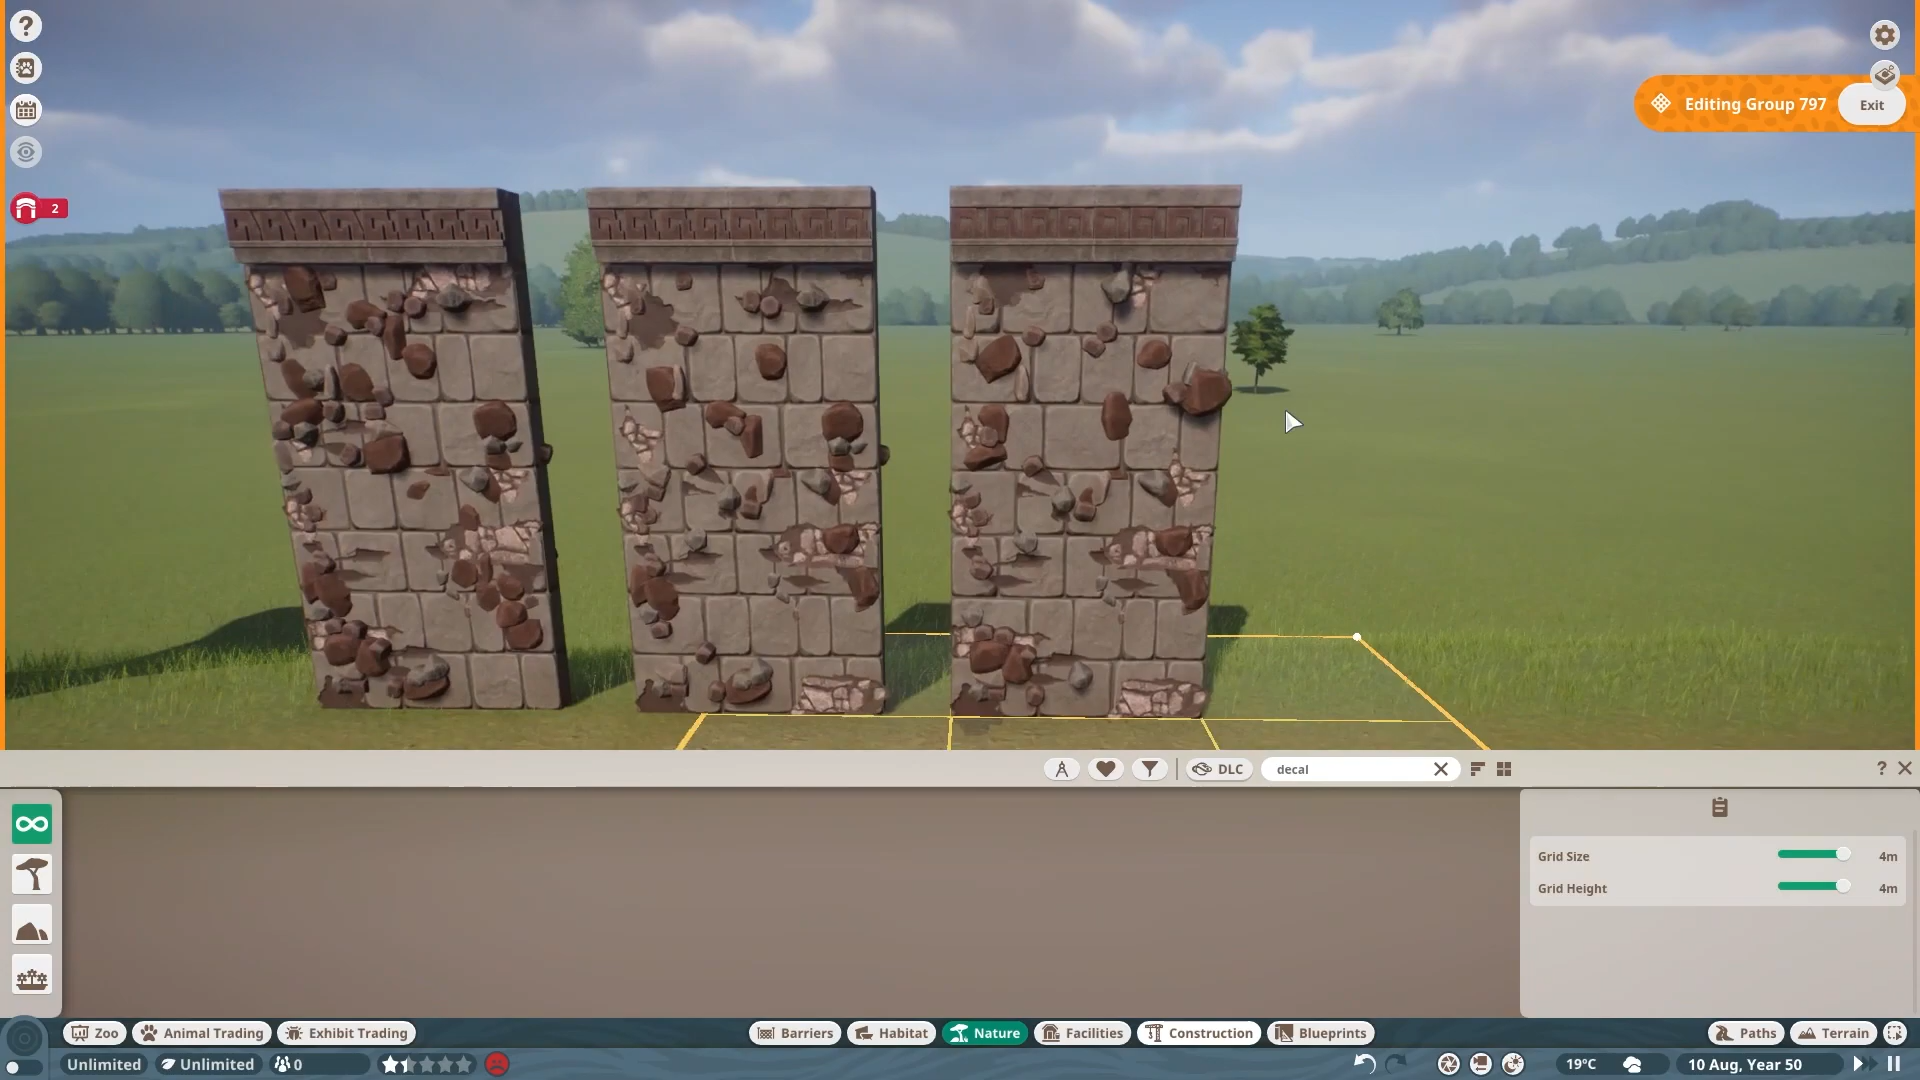 ?
Editing Group 797
Exit
2
DLC
decal
?
Grid Size
4m
Grid Height
4m
Zoo
Animal Trading
Exhibit Trading
Barriers
Habitat
Nature
Facilities
Construction
Blueprints
Paths
Terrain
Unlimited
Unlimited
0
19°C
10 Aug, Year 50